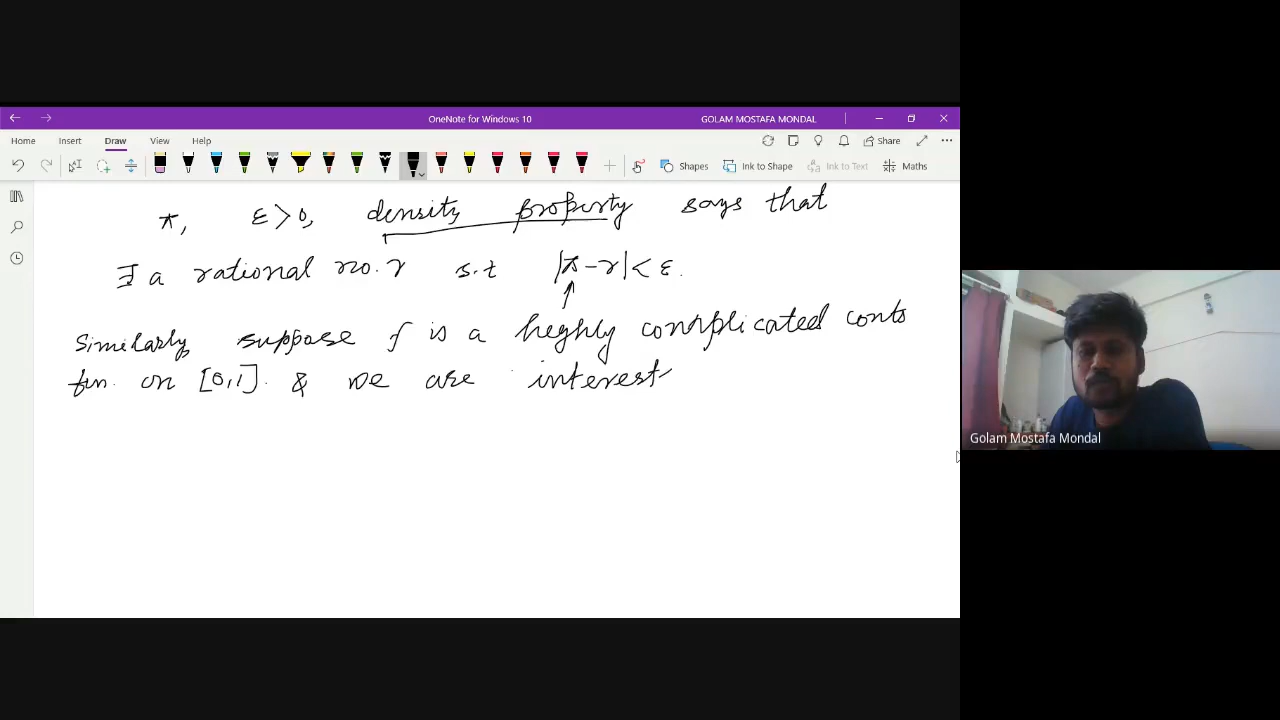 OneNote for Windows 10
GOLAM MOSTAFA MONDAL
Home Insert Draw View Help
Share
Shapes Ink to Shape Ink to Text Maths
π, ε > 0, density property says that
∃ a rational no. r s.t |π - r| < ε.
Similarly suppose f is a heghly complicated conts
fun. on [0,1]. & we are interest
Golam Mostafa Mondal